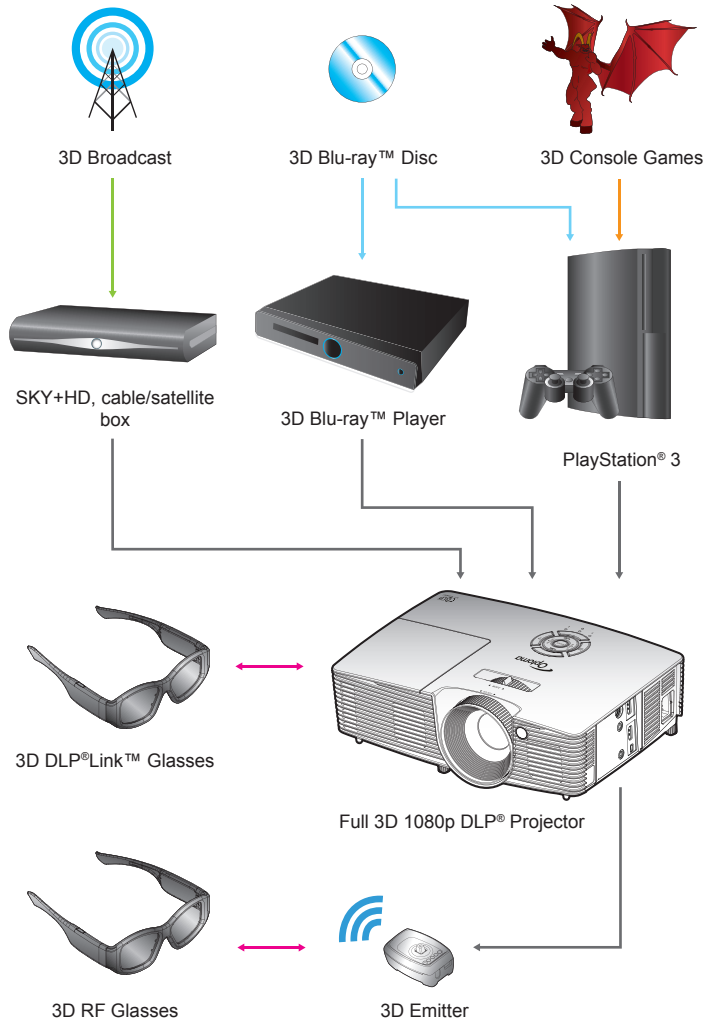 3D Broadcast
3D Blu-ray™ Disc
3D Console Games
SKY+HD, cable/satellite
box
3D Blu-ray™ Player
PlayStation® 3
Optoma
3D DLP®Link™ Glasses
Full 3D 1080p DLP® Projector
3D RF Glasses
3D Emitter